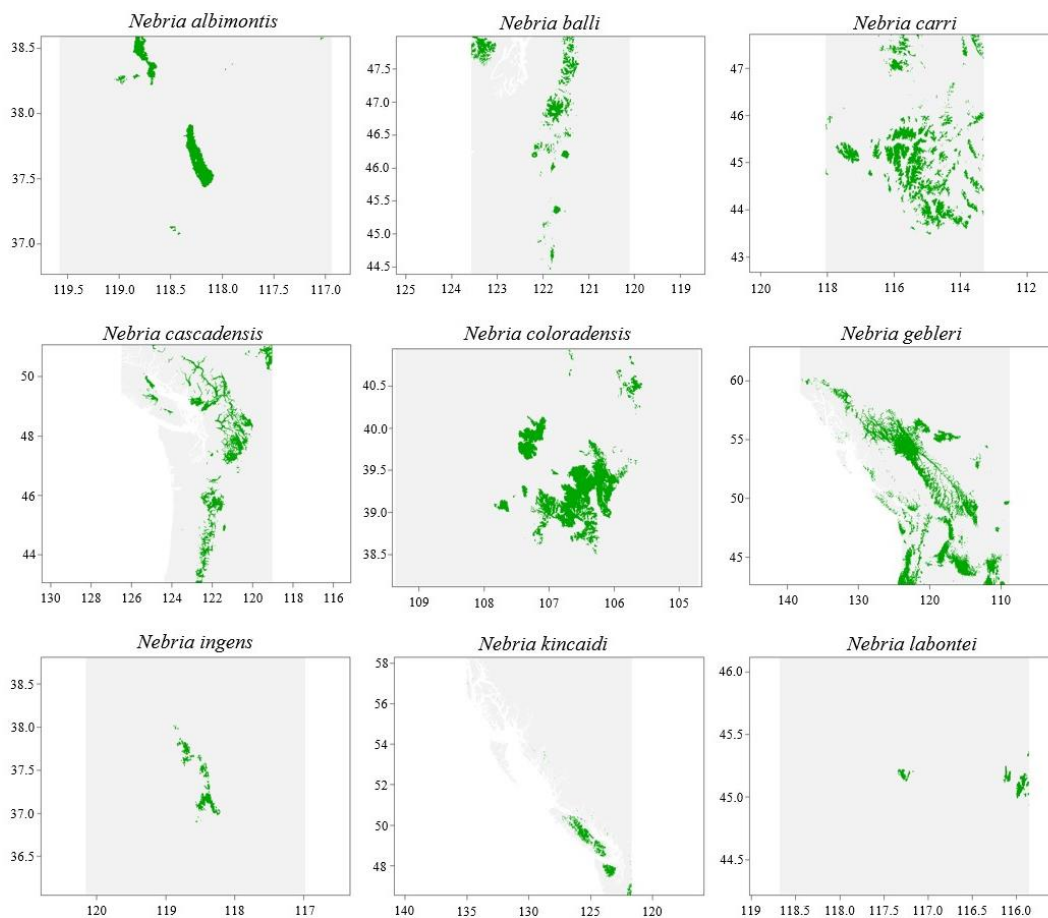 Nebria albimontis
38.5
38.0
37.5
37.0
119.5 119.0 118.5 118.0 117.5 117.0
Nebria balli
47.5
47.0
46.5
46.0
45.5
45.0
44.5
125 124 123 122 121 120 119
Nebria carri
47
46
45
44
43
120 118 116 114 112
Nebria cascadensis
50
48
46
44
130 128 126 124 122 120 118 116
Nebria coloradensis
40.5
40.0
39.5
39.0
38.5
109 108 107 106 105
Nebria gebleri
60
55
50
45
140 130 120 110
Nebria ingens
38.5
38.0
37.5
37.0
36.5
120 119 118 117
Nebria kincaidi
58
56
54
52
50
48
140 135 130 125 120
Nebria labontei
46.0
45.5
45.0
44.5
119.0 118.5 118.0 117.5 117.0 116.5 116.0